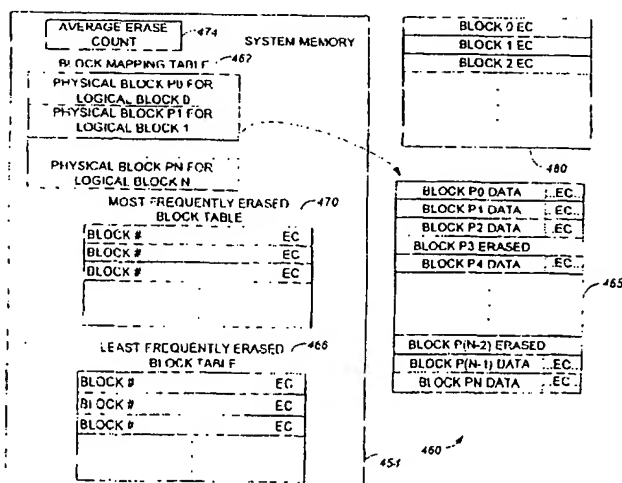 AVERAGE ERASE
COUNT
474
SYSTEM MEMORY
BLOCK MAPPING TABLE
462
PHYSICAL BLOCK P0 FOR
LOGICAL BLOCK 0
PHYSICAL BLOCK P1 FOR
LOGICAL BLOCK 1
PHYSICAL BLOCK PN FOR
LOGICAL BLOCK N
MOST FREQUENTLY ERASED
BLOCK TABLE
470
BLOCK # EC
BLOCK # EC
BLOCK # EC
LEAST FREQUENTLY ERASED
BLOCK TABLE
466
BLOCK # EC
BLOCK # EC
BLOCK # EC
454
BLOCK 0 EC
BLOCK 1 EC
BLOCK 2 EC
480
BLOCK P0 DATA EC
BLOCK P1 DATA EC
BLOCK P2 DATA EC
BLOCK P3 ERASED
BLOCK P4 DATA EC
465
BLOCK P(N-2) ERASED
BLOCK P(N-1) DATA EC
BLOCK PN DATA EC
460